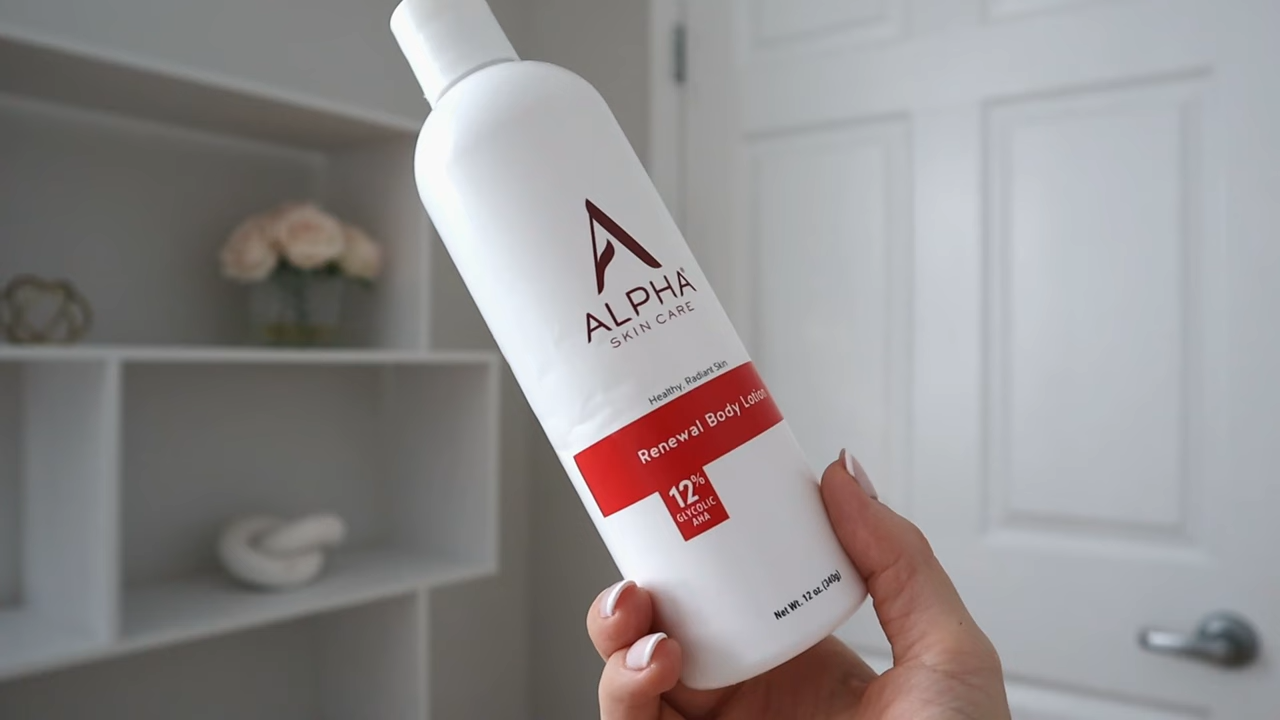 ALPHA®
SKIN CARE
Healthy, Radiant Skin
Renewal Body Lotion
12%
GLYCOLIC
AHA
Net Wt. 12 oz. (340g)